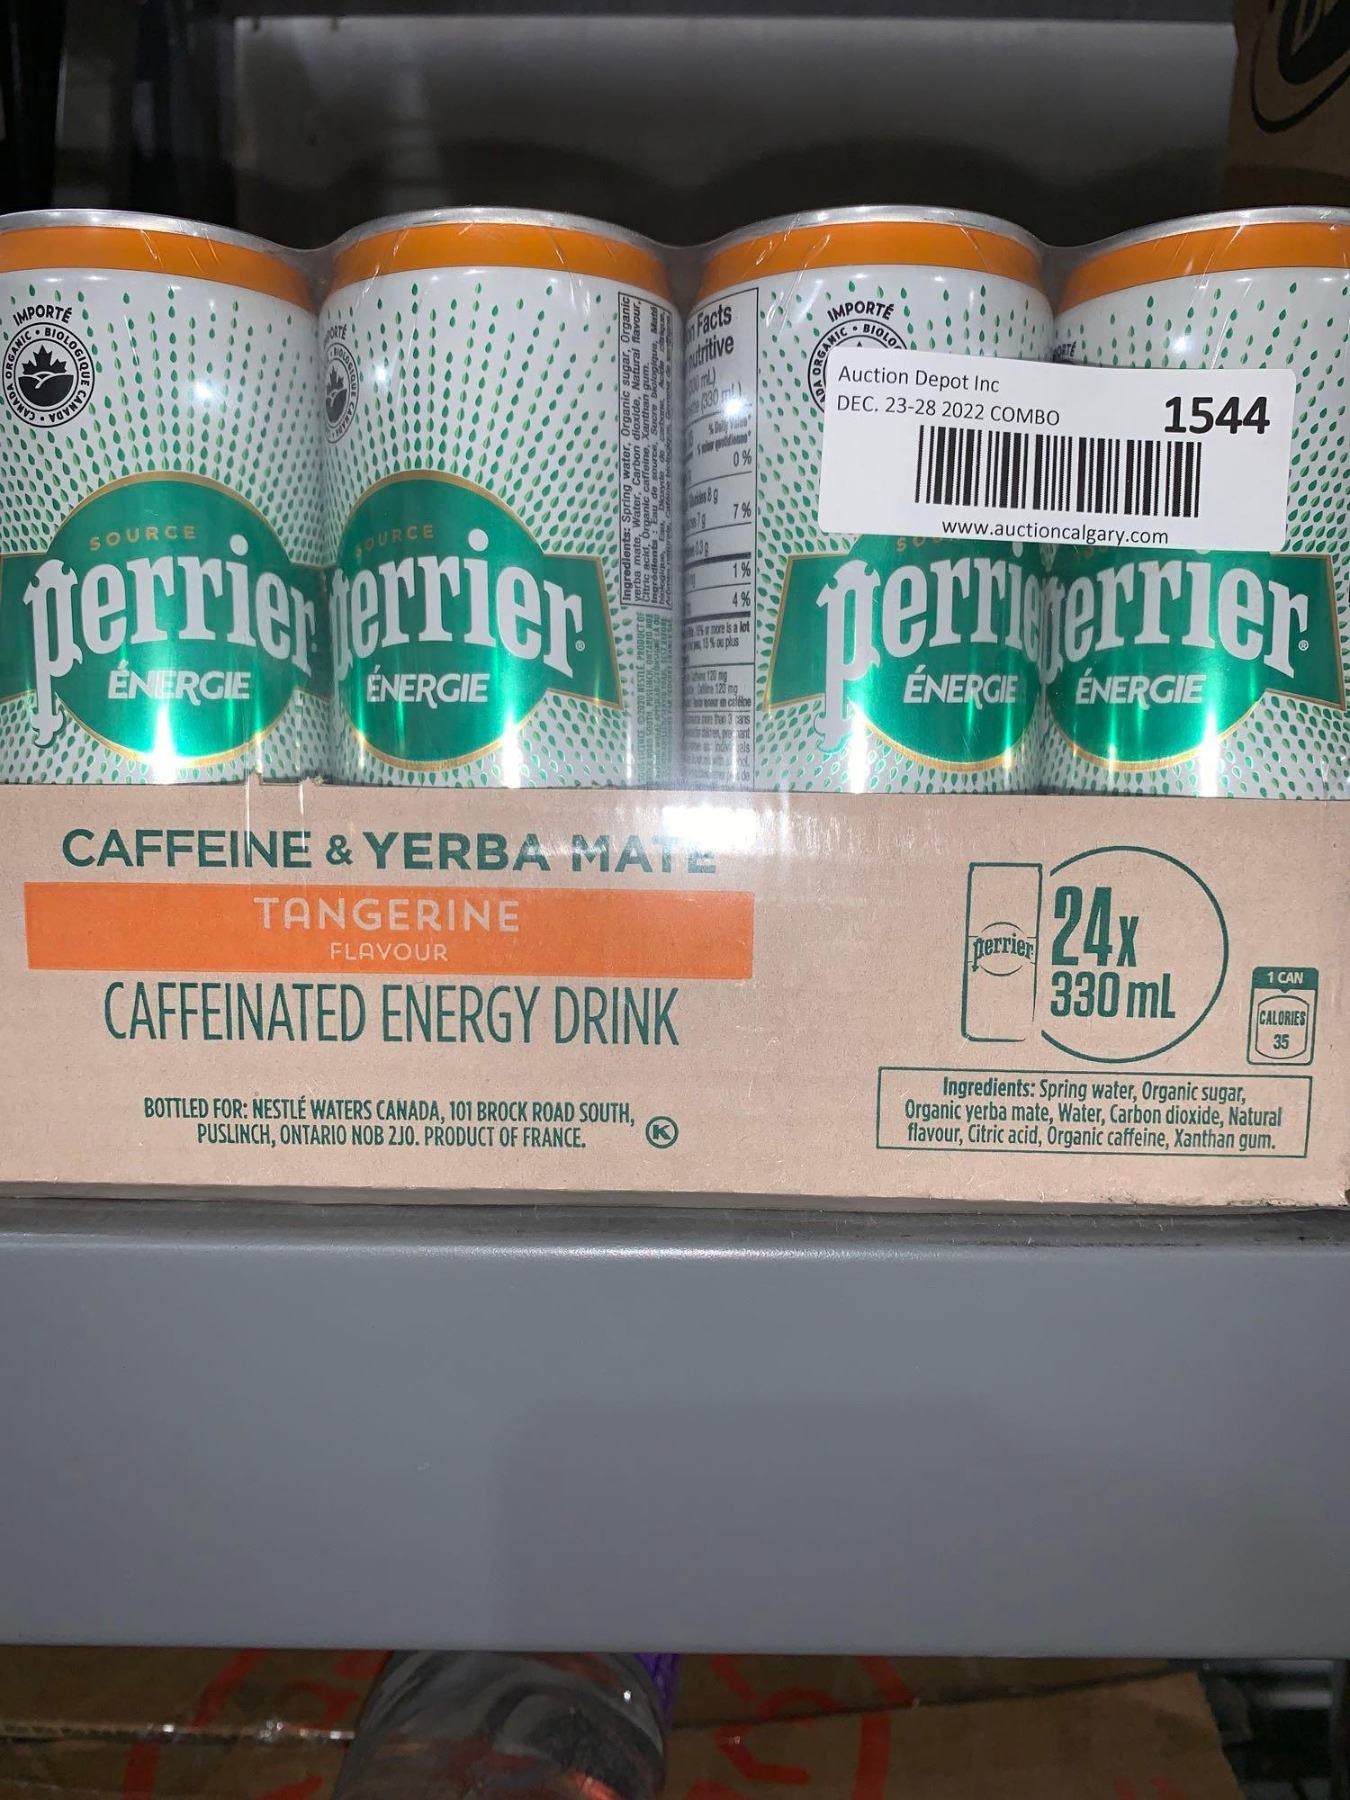 IMPORTÉ
CANADA ORGANIC • BIOLOGIQUE CANADA
SOURCE
perrier
ÉNERGIE
SOURCE
perrier®
ÉNERGIE
Ingredients: Spring water, Organic sugar, Organic
yerba mate, Water, Carbon dioxide, Natural flavour,
Citric acid, Organic caffeine, Xanthan gum.
Facts
nutritive
(330 mL)
0 %
7 %
1 %
4 %
IMPORTÉ
Auction Depot Inc
DEC. 23-28 2022 COMBO
1544
www.auctioncalgary.com
perrie
ÉNERGIE
perrier®
ÉNERGIE
CAFFEINE & YERBA MATE
TANGERINE
FLAVOUR
CAFFEINATED ENERGY DRINK
BOTTLED FOR: NESTLÉ WATERS CANADA, 101 BROCK ROAD SOUTH,
PUSLINCH, ONTARIO N0B 2J0. PRODUCT OF FRANCE.
K
perrier
24x
330 mL
1 CAN
CALORIES
35
Ingredients: Spring water, Organic sugar,
Organic yerba mate, Water, Carbon dioxide, Natural
flavour, Citric acid, Organic caffeine, Xanthan gum.